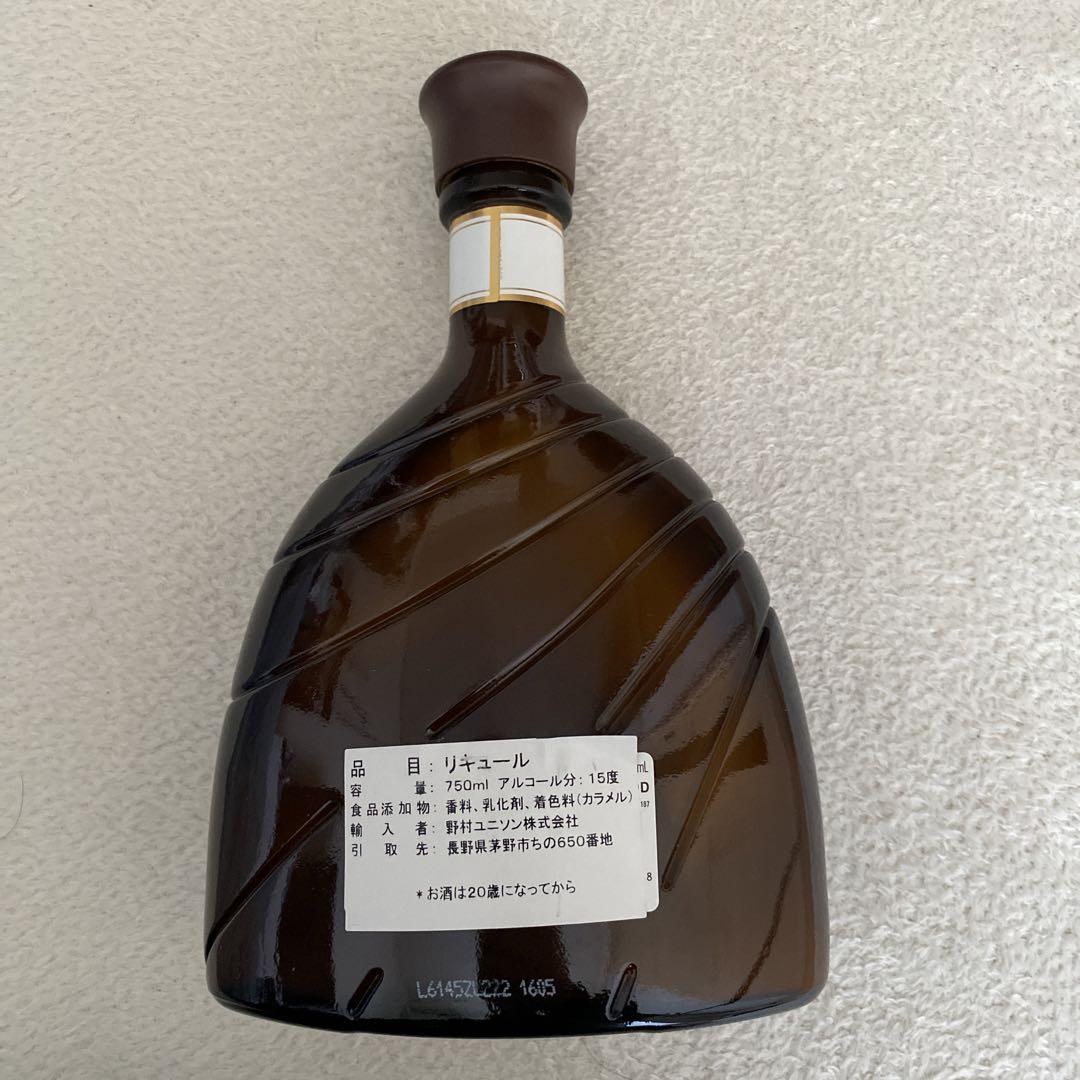 品 目: リキュール
容 量: 750ml アルコール分: 15度
食品添加物: 香料、乳化剤、着色料(カラメル)
輸入者: 野村ユニソン株式会社
引取先: 長野県茅野市ちの650番地
*お酒は20歳になってから
mL
D
187
8
L6145ZL222 1605